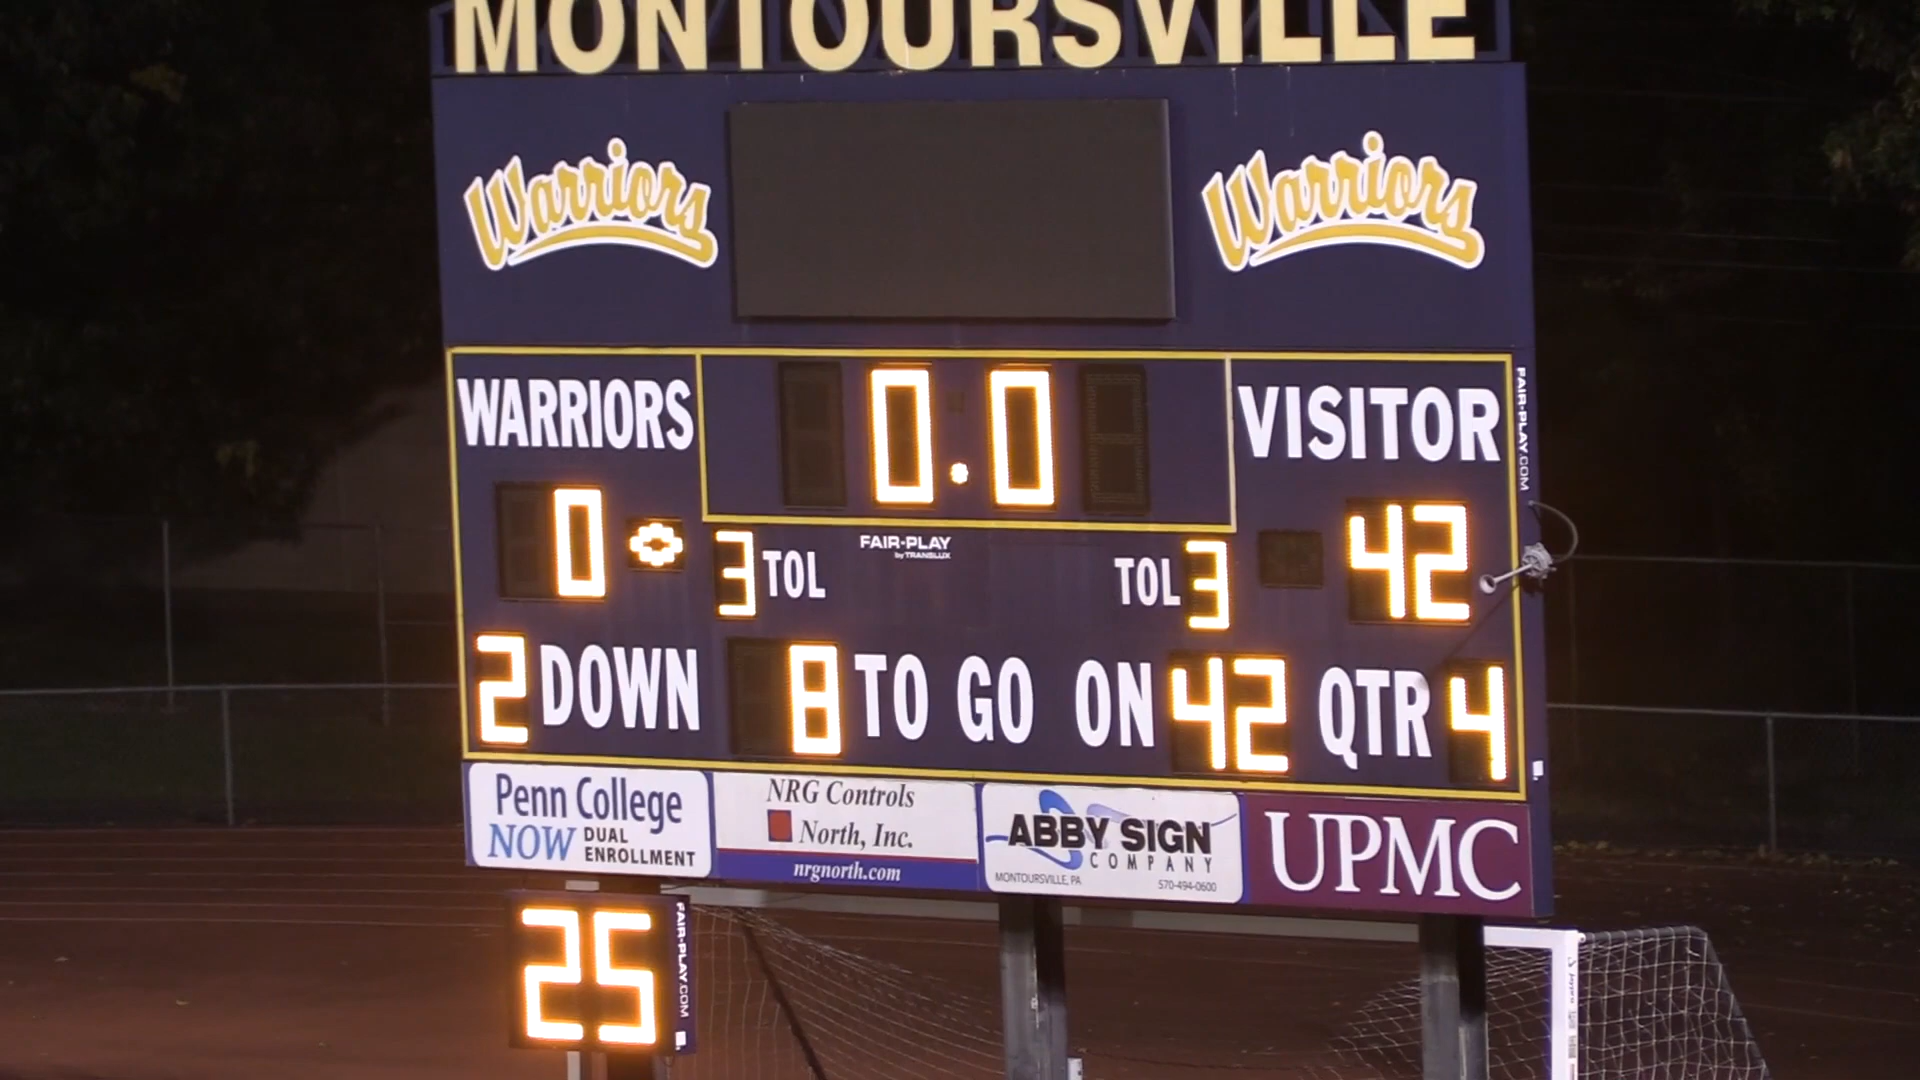 MONTOURSVILLE
Warriors Warriors
WARRIORS 0.0 VISITOR
0 3 TOL FAIR-PLAY TOL 3 42
by TRANSLUX
2 DOWN 8 TO GO ON 42 QTR 4
FAIR-PLAY.COM
Penn College
NOW DUAL ENROLLMENT
NRG Controls
North, Inc.
nrgnorth.com
ABBY SIGN
COMPANY
MONTOURSVILLE, PA 570-494-0600
UPMC
25
FAIR-PLAY.COM